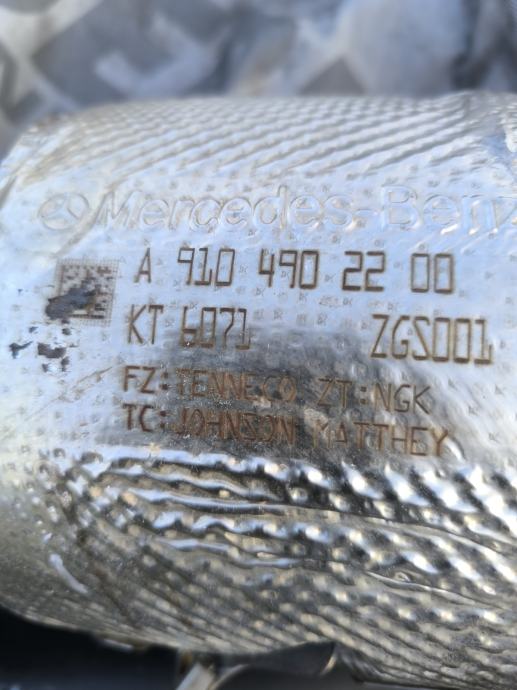 Mercedes-Benz
A 910 490 22 00
KT 6071 ZGS001
FZ:TENNECO ZT:NGK
TC:JOHNSON MATTHEY